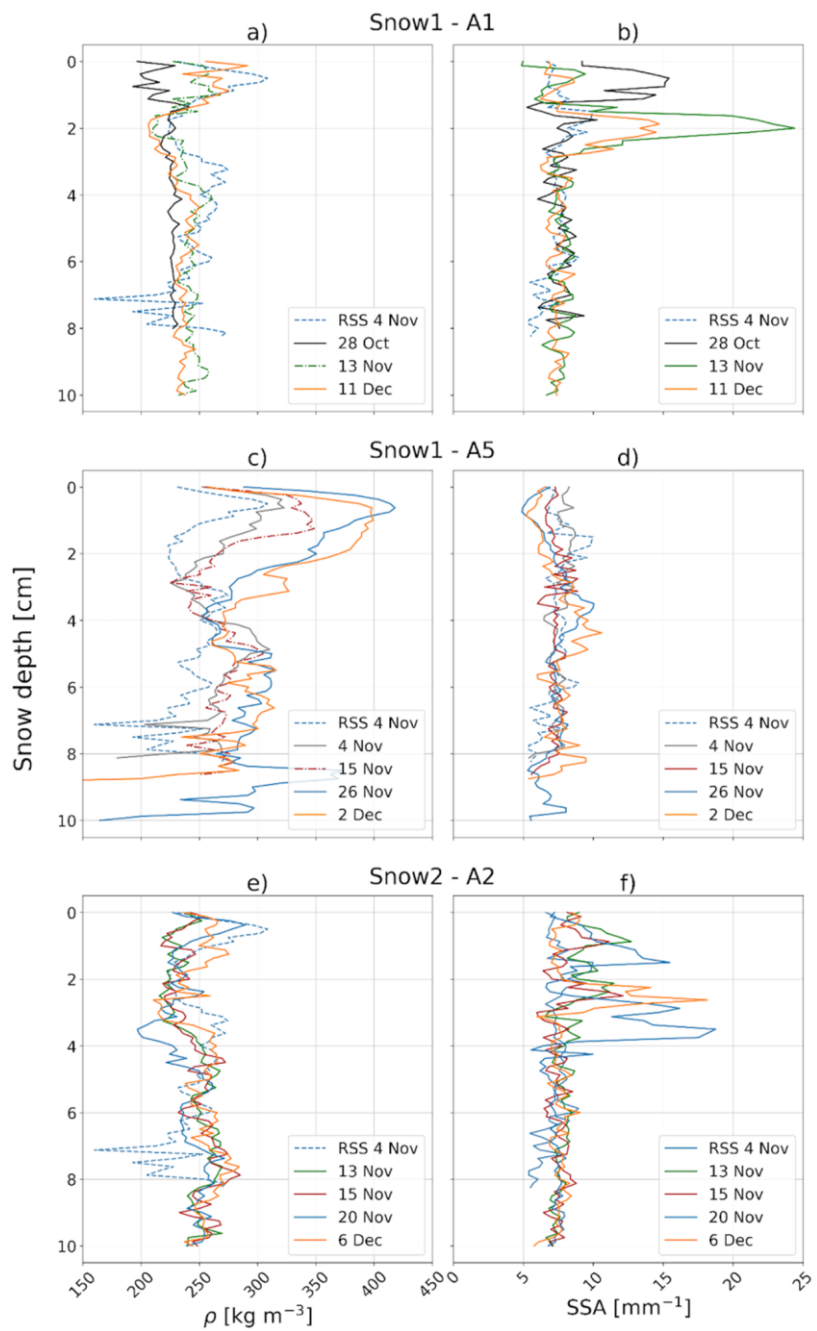 Snow1 - A1
a)
b)
0
2
4
6
8
10
RSS 4 Nov
28 Oct
13 Nov
11 Dec
RSS 4 Nov
28 Oct
13 Nov
11 Dec
Snow1 - A5
c)
d)
Snow depth [cm]
0
2
4
6
8
10
RSS 4 Nov
4 Nov
15 Nov
26 Nov
2 Dec
RSS 4 Nov
4 Nov
15 Nov
26 Nov
2 Dec
Snow2 - A2
e)
f)
0
2
4
6
8
10
RSS 4 Nov
13 Nov
15 Nov
20 Nov
6 Dec
RSS 4 Nov
13 Nov
15 Nov
20 Nov
6 Dec
150 200 250 300 350 400 450
0 5 10 15 20 25
ρ [kg m⁻³]
SSA [mm⁻¹]